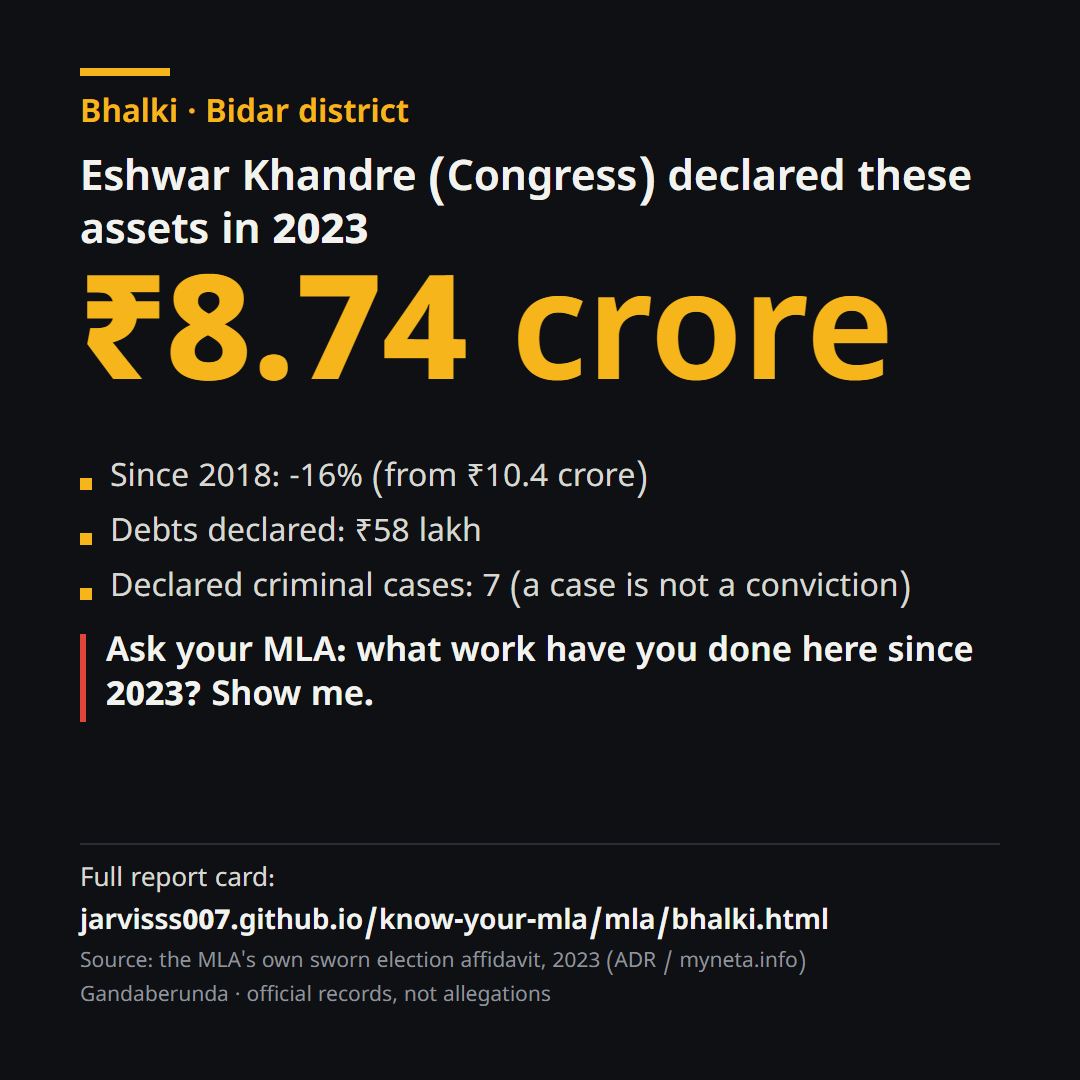 Bhalki · Bidar district
Eshwar Khandre (Congress) declared these
assets in 2023
₹8.74 crore
Since 2018: -16% (from ₹10.4 crore)
Debts declared: ₹58 lakh
Declared criminal cases: 7 (a case is not a conviction)
Ask your MLA: what work have you done here since
2023? Show me.
Full report card:
jarvisss007.github.io/know-your-mla/mla/bhalki.html
Source: the MLA's own sworn election affidavit, 2023 (ADR / myneta.info)
Gandaberunda · official records, not allegations